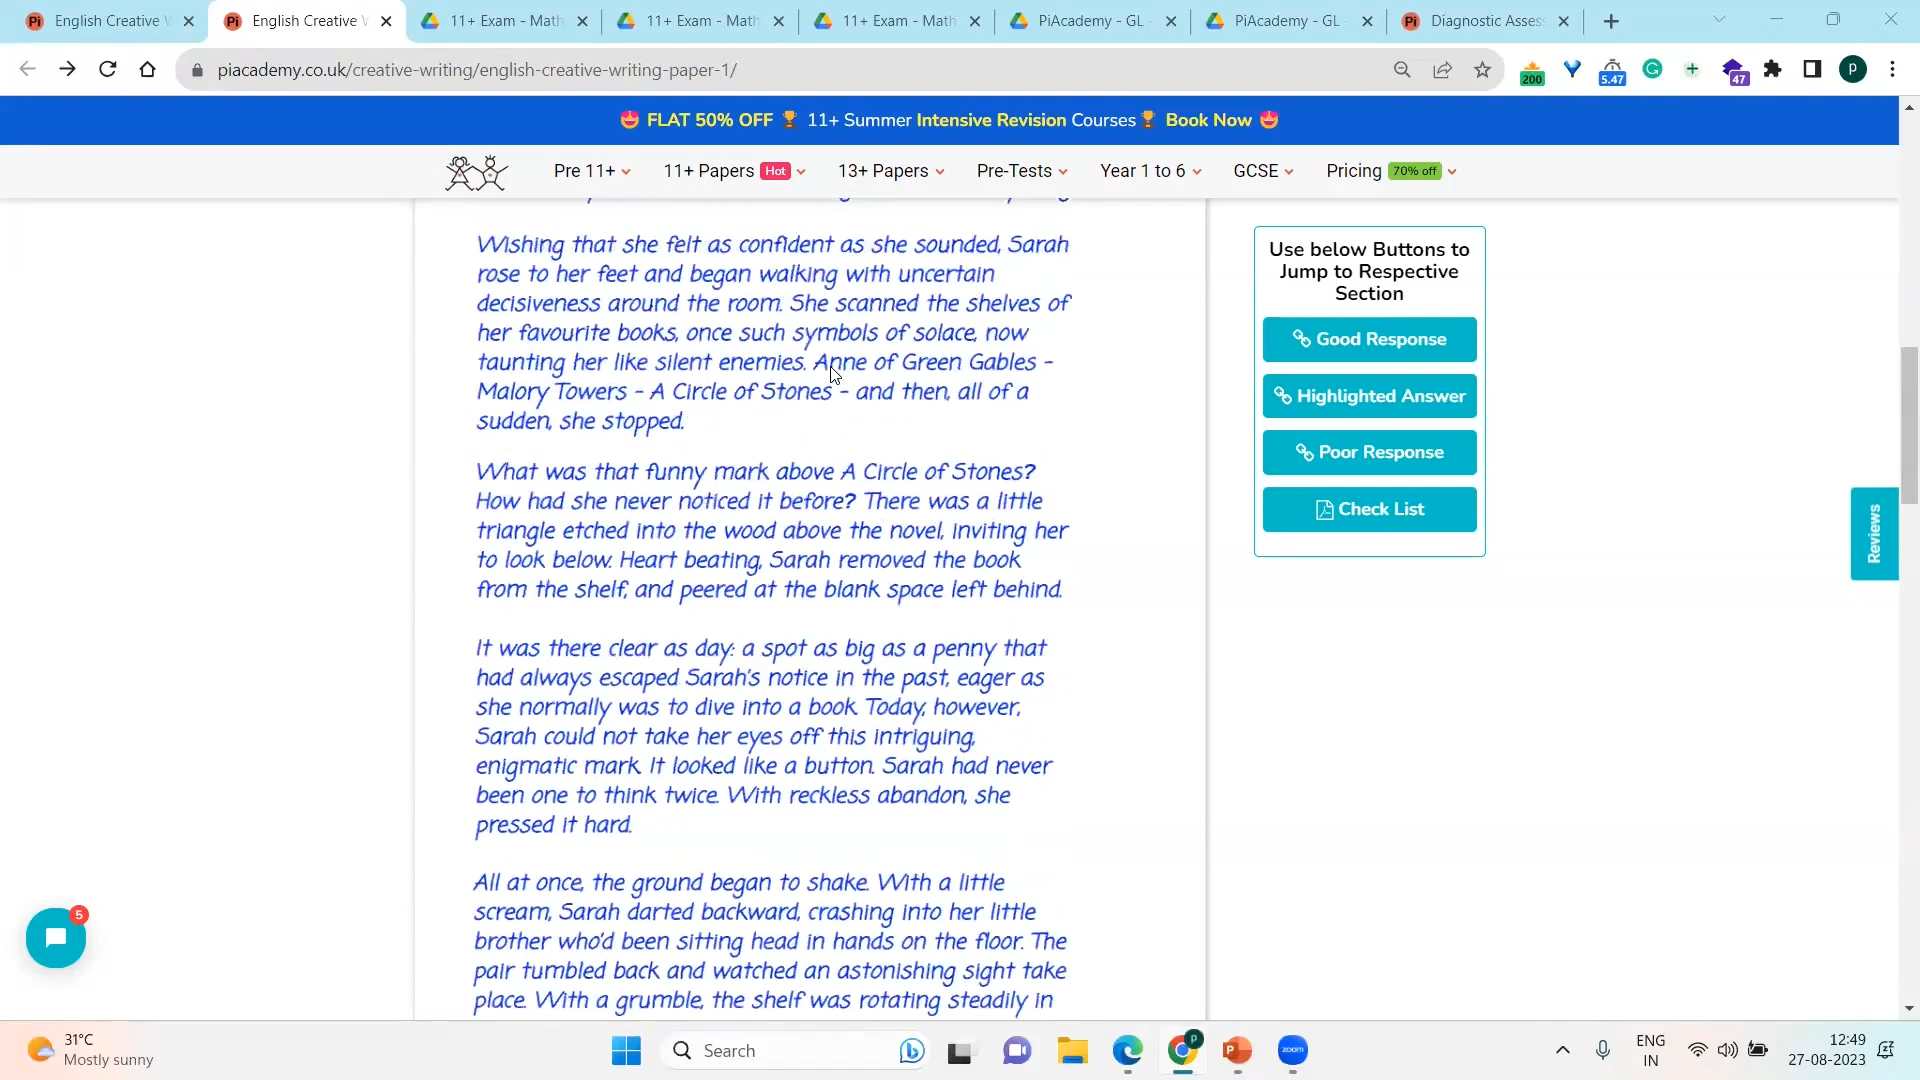 English Creative W
English Creative W
11+ Exam - Math
11+ Exam - Math
11+ Exam - Math
PiAcademy - GL -
PiAcademy - GL -
Diagnostic Asses
piacademy.co.uk/creative-writing/english-creative-writing-paper-1/
200
5.47
47
P
FLAT 50% OFF 11+ Summer Intensive Revision Courses Book Now
Pre 11+
11+ Papers Hot
13+ Papers
Pre-Tests
Year 1 to 6
GCSE
Pricing 70% off
Wishing that she felt as confident as she sounded, Sarah
rose to her feet and began walking with uncertain
decisiveness around the room. She scanned the shelves of
her favourite books, once such symbols of solace, now
taunting her like silent enemies. Anne of Green Gables -
Malory Towers - A Circle of Stones - and then, all of a
sudden, she stopped.
What was that funny mark above A Circle of Stones?
How had she never noticed it before? There was a little
triangle etched into the wood above the novel, inviting her
to look below. Heart beating, Sarah removed the book
from the shelf, and peered at the blank space left behind.
It was there clear as day: a spot as big as a penny that
had always escaped Sarah's notice in the past, eager as
she normally was to dive into a book. Today, however,
Sarah could not take her eyes off this intriguing,
enigmatic mark. It looked like a button. Sarah had never
been one to think twice. With reckless abandon, she
pressed it hard.
All at once, the ground began to shake. With a little
scream, Sarah darted backward, crashing into her little
brother who'd been sitting head in hands on the floor. The
pair tumbled back and watched an astonishing sight take
place. With a grumble, the shelf was rotating steadily in
Use below Buttons to
Jump to Respective
Section
Good Response
Highlighted Answer
Poor Response
Check List
Reviews
5
31°C
Mostly sunny
Search
zoom
ENG
IN
12:49
27-08-2023